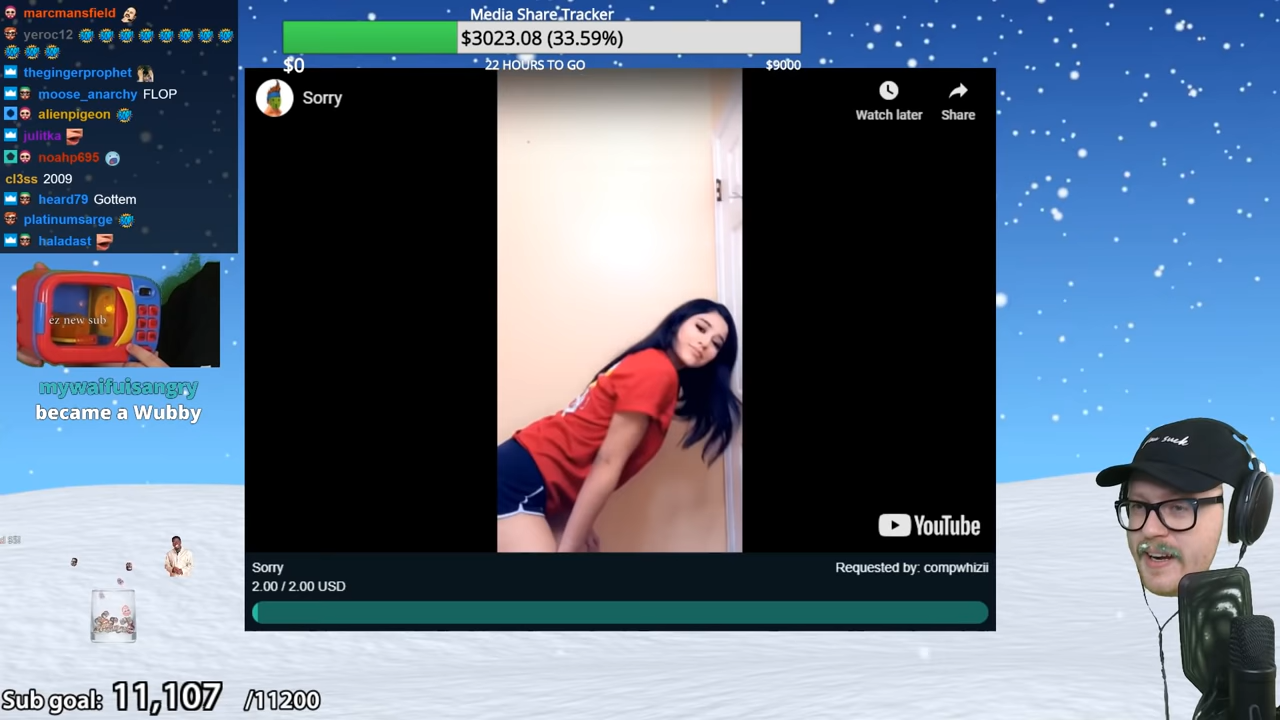 marcmansfield
yeroc12
thegingerprophet
moose_anarchy FLOP
alienpigeon
julitka
noahp695
cl3ss 2009
heard79 Gottem
platinumsarge
haladast
ez new sub
mywaifuisangry
became a Wubby
Media Share Tracker
$3023.08 (33.59%)
$0 22 HOURS TO GO $9000
Sorry
Watch later Share
YouTube
Sorry Requested by: compwhizii
2.00 / 2.00 USD
Sub goal: 11,107 /11200